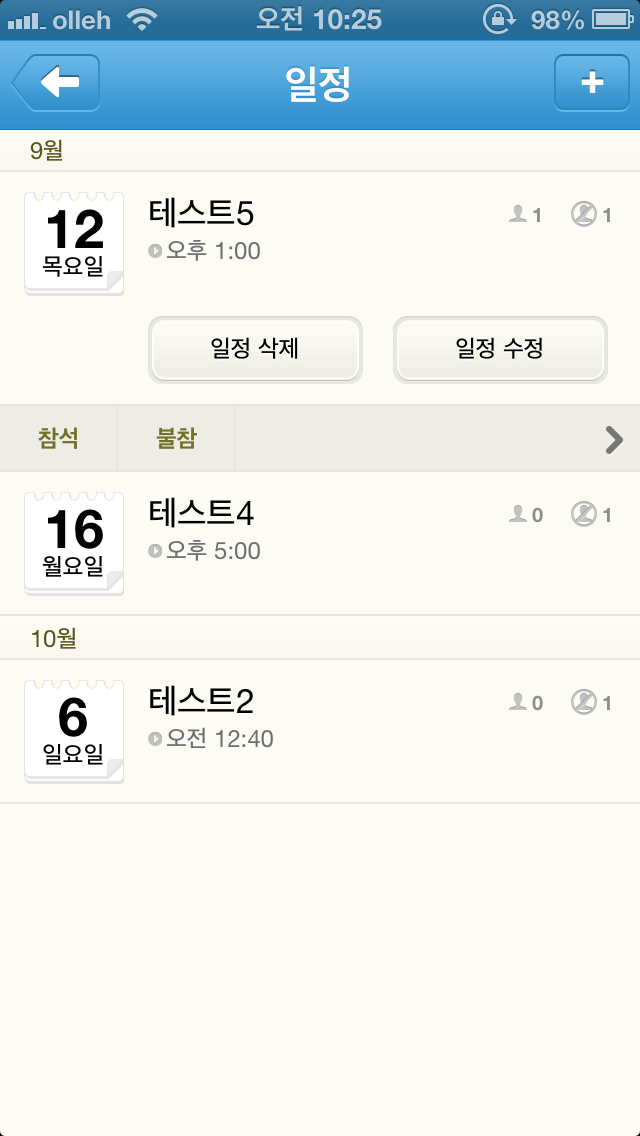 olleh 오전 10:25 98%
일정 +
9월
12 테스트5 1 1
목요일 오후 1:00
일정 삭제 일정 수정
참석 불참
16 테스트4 0 1
월요일 오후 5:00
10월
6 테스트2 0 1
일요일 오전 12:40